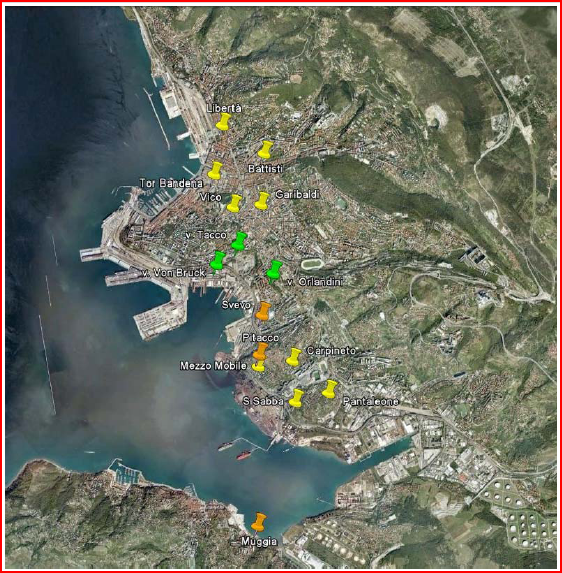 Libertà
Battisti
Tor Bandena
Vico
Garibaldi
v. Tacco
v. Von Bruck
v. Orlandini
Svevo
Pitacco
Carpineto
Mezzo Mobile
S.Sabba
Pantaleone
Muggia